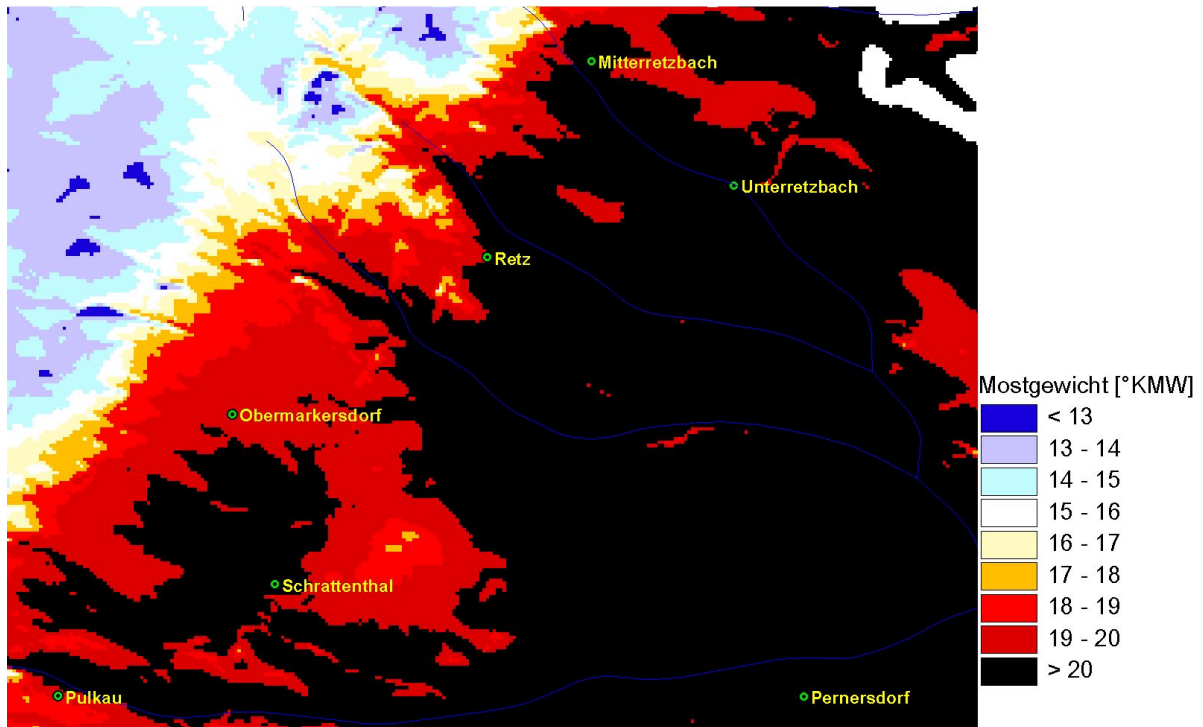 Mitterretzbach
Unterretzbach
Retz
Obermarkersdorf
Schrattenthal
Pulkau
Pernersdorf
Mostgewicht [°KMW]
< 13
13 - 14
14 - 15
15 - 16
16 - 17
17 - 18
18 - 19
19 - 20
> 20